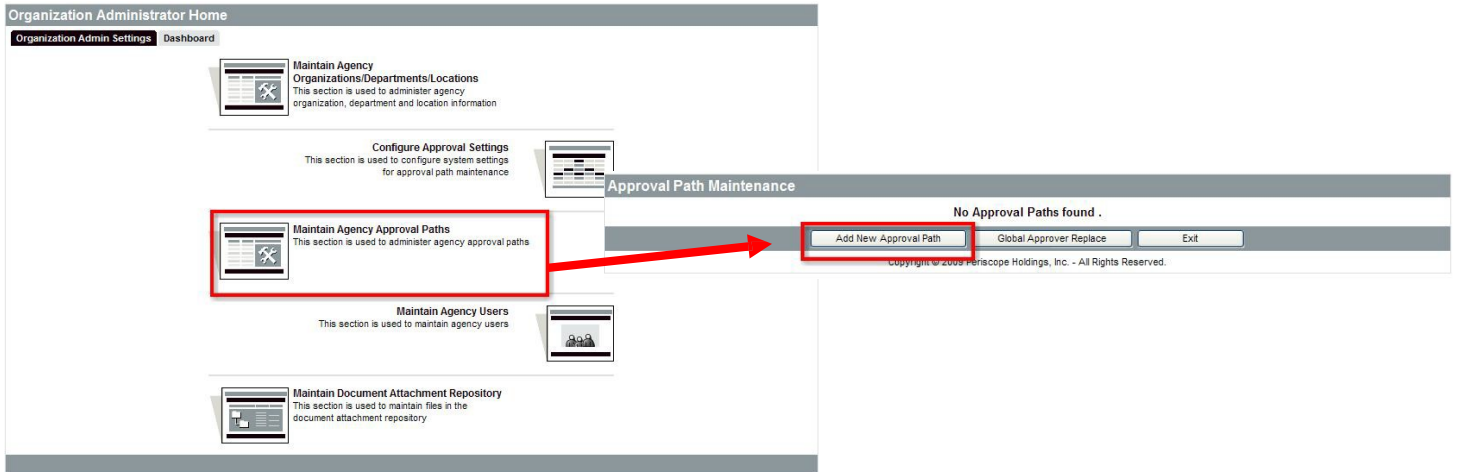 Organization Administrator Home
Organization Admin Settings Dashboard
Maintain Agency
Organizations/Departments/Locations
This section is used to administer agency
organization, department and location information
Configure Approval Settings
This section is used to configure system settings
for approval path maintenance
Maintain Agency Approval Paths
This section is used to administer agency approval paths
Maintain Agency Users
This section is used to maintain agency users
Maintain Document Attachment Repository
This section is used to maintain files in the
document attachment repository
Approval Path Maintenance
No Approval Paths found .
Add New Approval Path Global Approver Replace Exit
Copyright © 2009 Periscope Holdings, Inc. - All Rights Reserved.